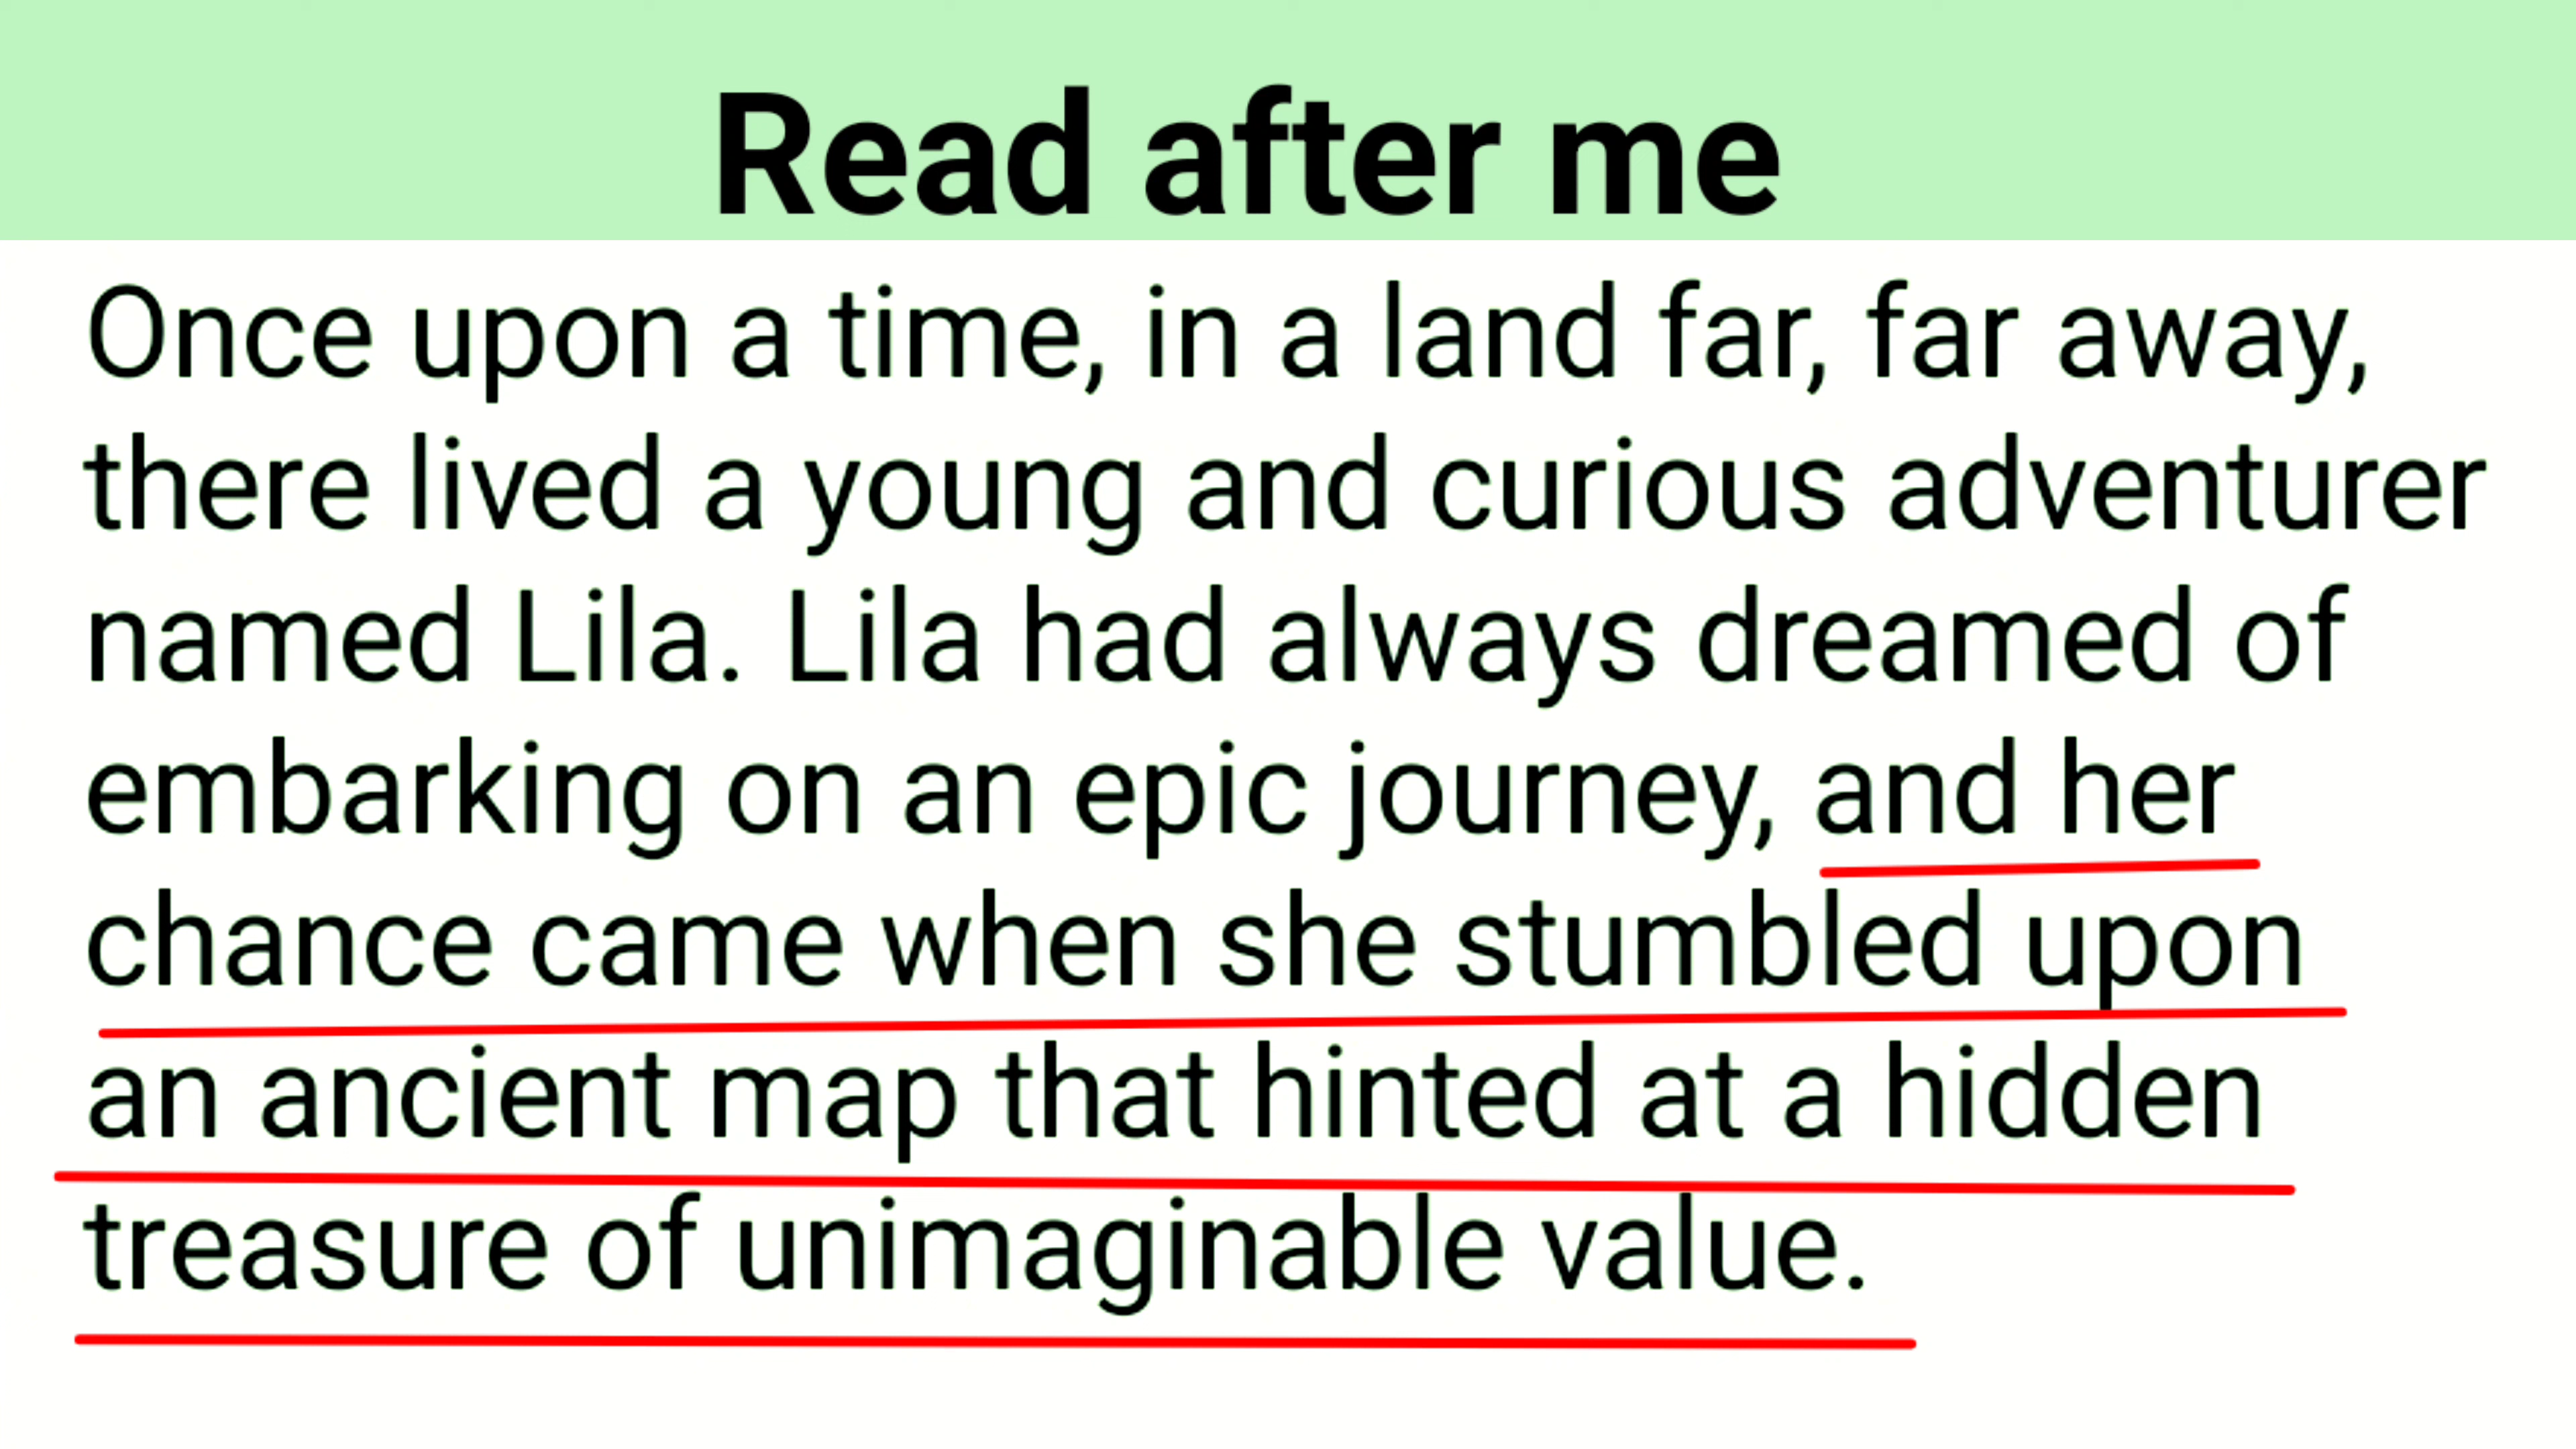 Read after me
Once upon a time, in a land far, far away,
there lived a young and curious adventurer
named Lila. Lila had always dreamed of
embarking on an epic journey, and her
chance came when she stumbled upon
an ancient map that hinted at a hidden
treasure of unimaginable value.